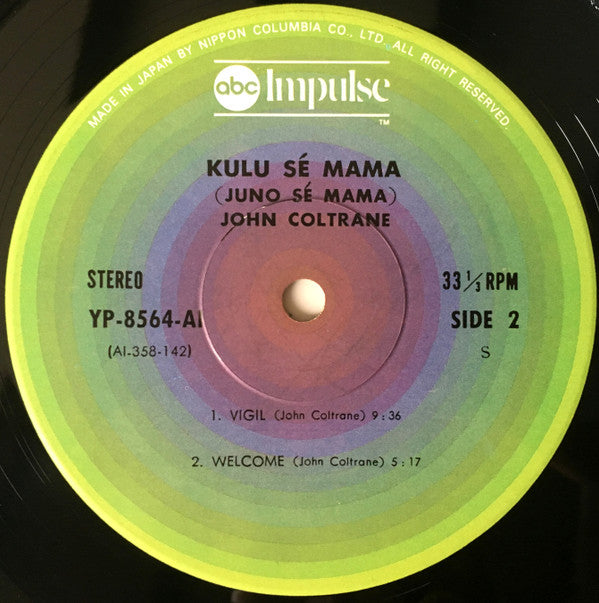 MADE IN JAPAN BY NIPPON COLUMBIA CO., LTD. ALL RIGHT RESERVED.
abc Impulse
TM
KULU SÉ MAMA
(JUNO SÉ MAMA)
JOHN COLTRANE
STEREO 33 1/3 RPM
YP-8564-AI SIDE 2
(AI-358-142) S
1. VIGIL (John Coltrane) 9:36
2. WELCOME (John Coltrane) 5:17